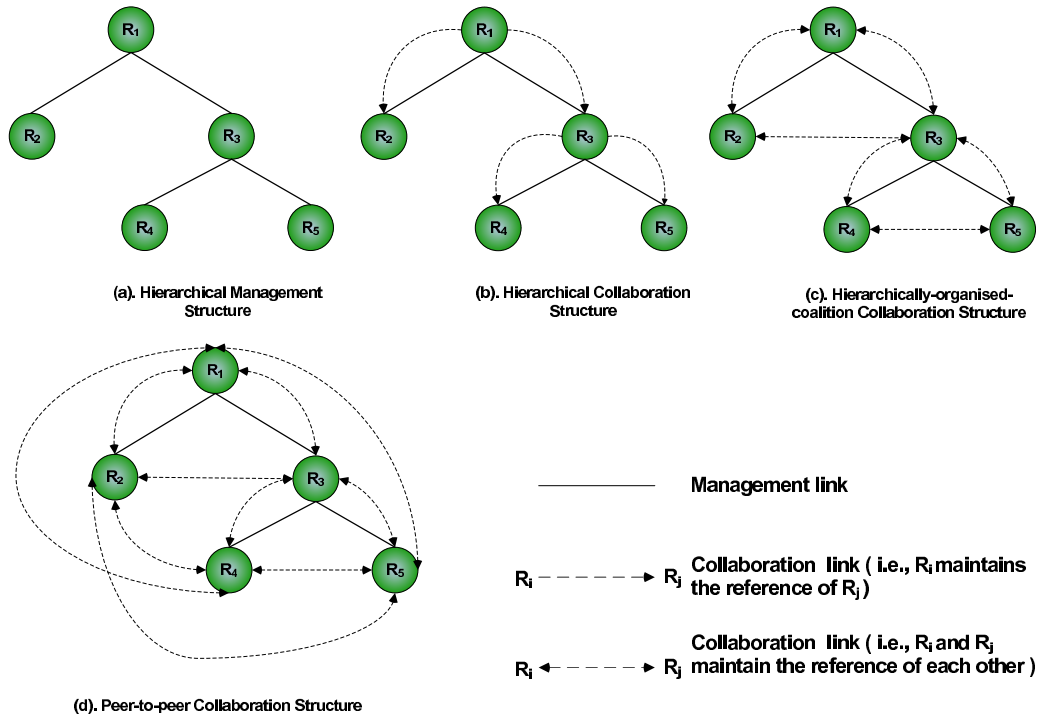 R1
R2
R3
R4
R5
(a). Hierarchical Management
Structure
R1
R2
R3
R4
R5
(b). Hierarchical Collaboration
Structure
R1
R2
R3
R4
R5
(c). Hierarchically-organised-
coalition Collaboration Structure
R1
R2
R3
R4
R5
(d). Peer-to-peer Collaboration Structure
Management link
Ri Rj Collaboration link ( i.e., Ri maintains
the reference of Rj )
Ri Rj Collaboration link ( i.e., Ri and Rj
maintain the reference of each other )